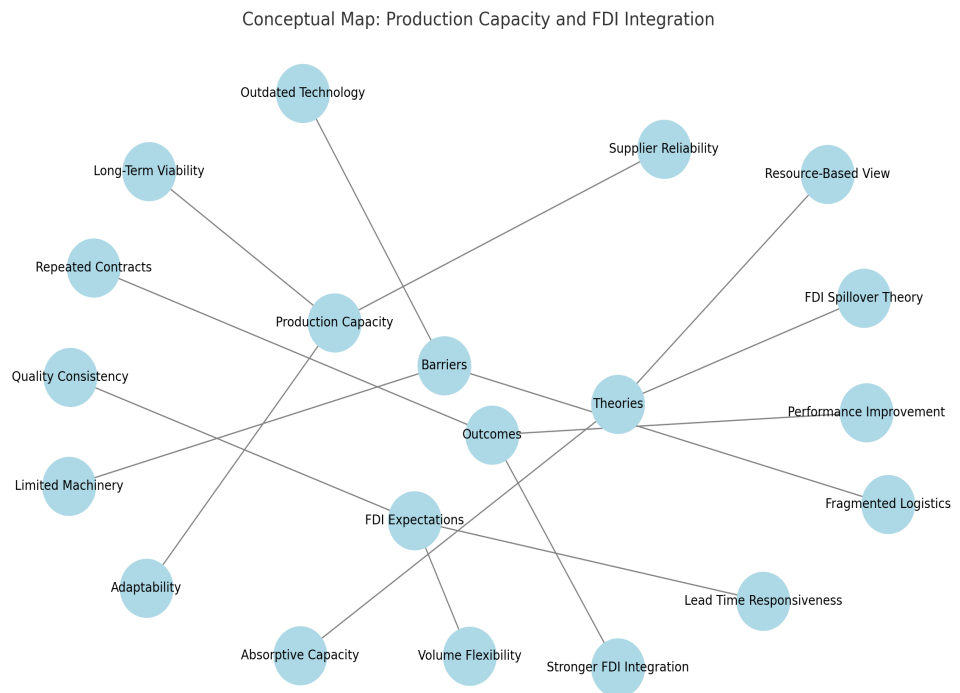 Conceptual Map: Production Capacity and FDI Integration
Outdated Technology
Supplier Reliability
Long-Term Viability
Resource-Based View
Repeated Contracts
FDI Spillover Theory
Production Capacity
Barriers
Quality Consistency
Theories
Performance Improvement
Outcomes
Limited Machinery
Fragmented Logistics
FDI Expectations
Adaptability
Lead Time Responsiveness
Absorptive Capacity
Volume Flexibility
Stronger FDI Integration